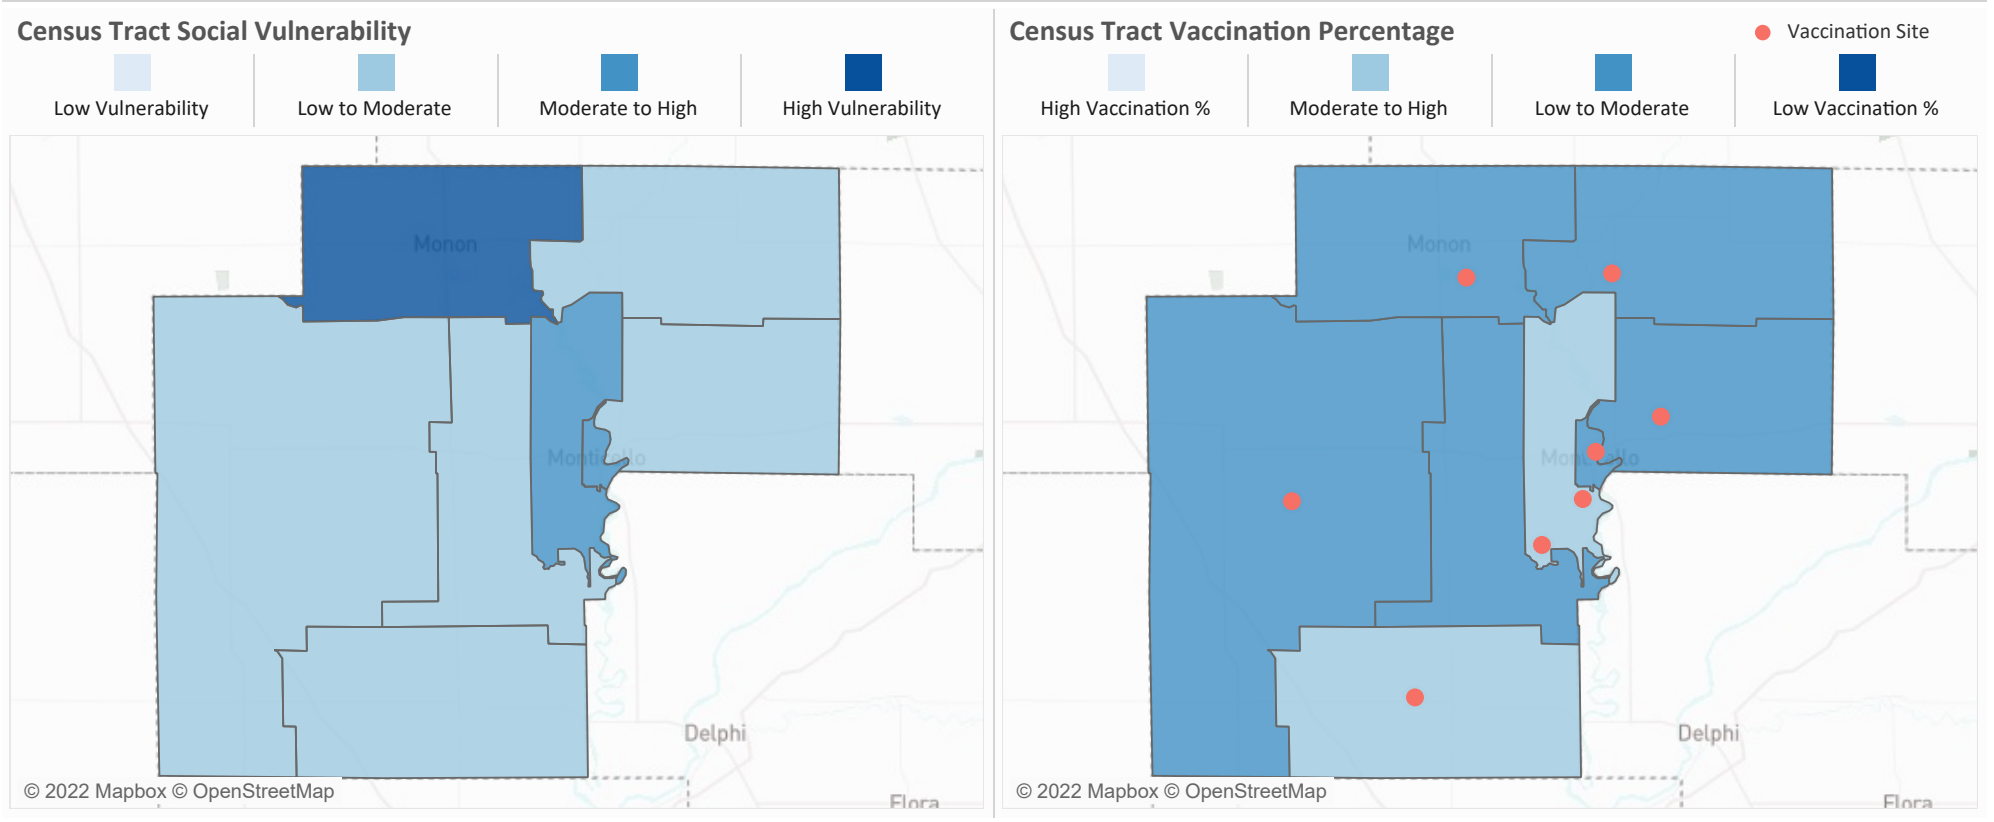 Census Tract Social Vulnerability
Low Vulnerability
Low to Moderate
Moderate to High
High Vulnerability
Monon
Monticello
Delphi
Flora
© 2022 Mapbox © OpenStreetMap
Census Tract Vaccination Percentage
Vaccination Site
High Vaccination %
Moderate to High
Low to Moderate
Low Vaccination %
Monon
Monticello
Delphi
Flora
© 2022 Mapbox © OpenStreetMap